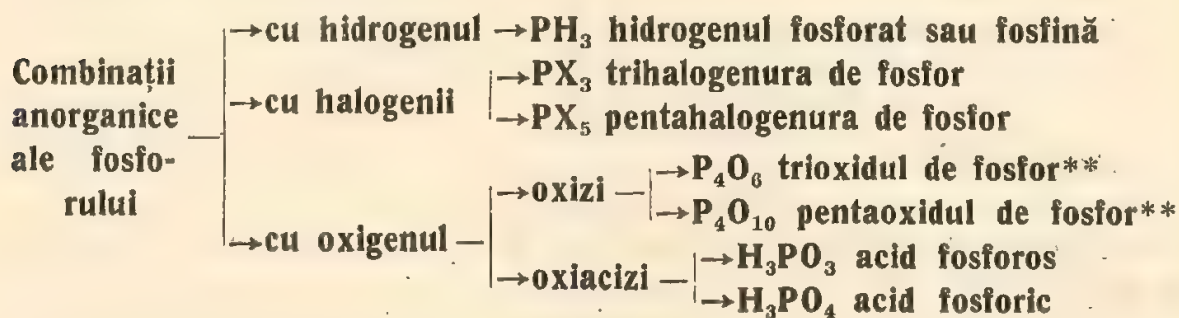 Combinații
anorganice
ale fosfo-
rului
→cu hidrogenul →PH₃ hidrogenul fosforat sau fosfină
→cu halogenii
→PX₃ trihalogenura de fosfor
→PX₅ pentahalogenura de fosfor
→cu oxigenul
→oxizi
→P₄O₆ trioxidul de fosfor**
→P₄O₁₀ pentaoxidul de fosfor**
→oxiacizi
→H₃PO₃ acid fosforos
→H₃PO₄ acid fosforic